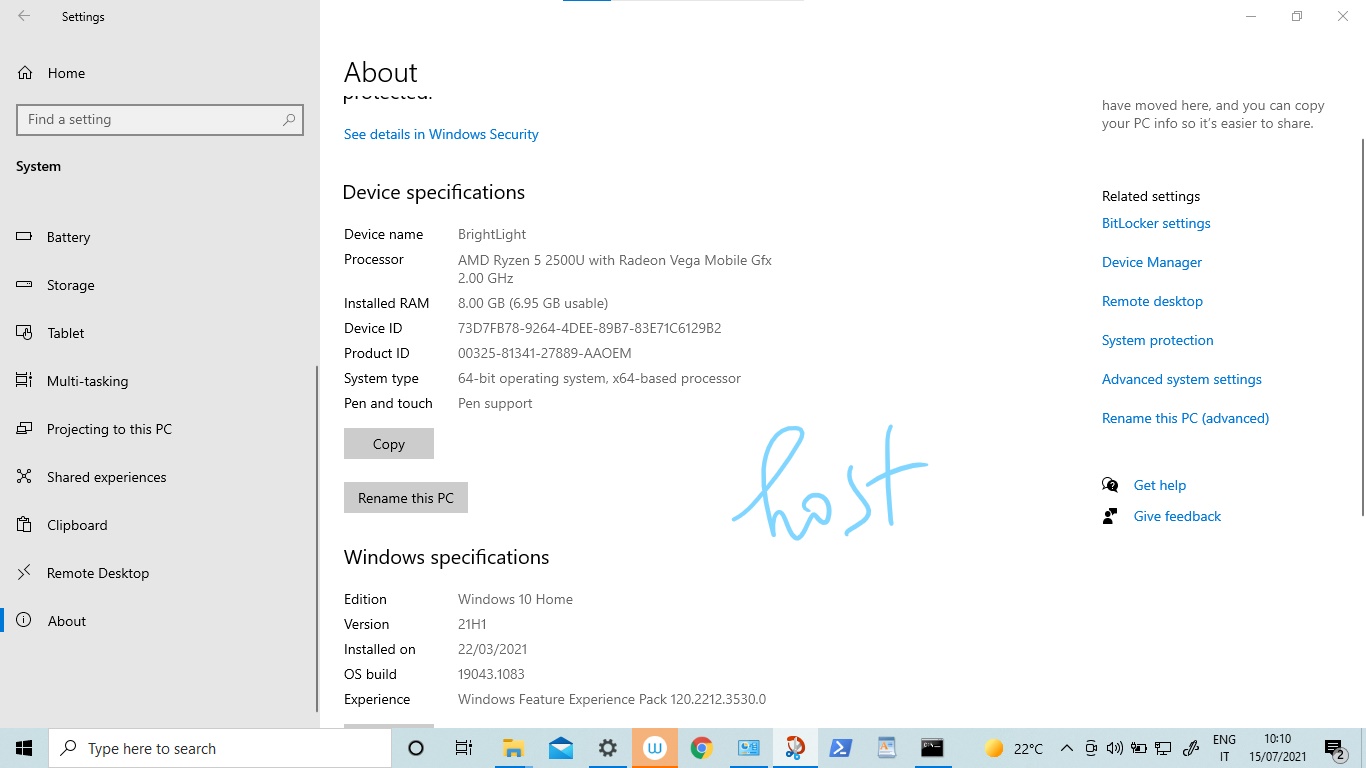 Settings
Home
Find a setting
System
Battery
Storage
Tablet
Multi-tasking
Projecting to this PC
Shared experiences
Clipboard
Remote Desktop
About
About
protected.
See details in Windows Security
Device specifications
Device name BrightLight
Processor AMD Ryzen 5 2500U with Radeon Vega Mobile Gfx
2.00 GHz
Installed RAM 8.00 GB (6.95 GB usable)
Device ID 73D7FB78-9264-4DEE-89B7-83E71C6129B2
Product ID 00325-81341-27889-AAOEM
System type 64-bit operating system, x64-based processor
Pen and touch Pen support
Copy
Rename this PC
host
Windows specifications
Edition Windows 10 Home
Version 21H1
Installed on 22/03/2021
OS build 19043.1083
Experience Windows Feature Experience Pack 120.2212.3530.0
have moved here, and you can copy
your PC info so it's easier to share.
Related settings
BitLocker settings
Device Manager
Remote desktop
System protection
Advanced system settings
Rename this PC (advanced)
Get help
Give feedback
Type here to search
W
22°C
ENG
IT
10:10
15/07/2021
2